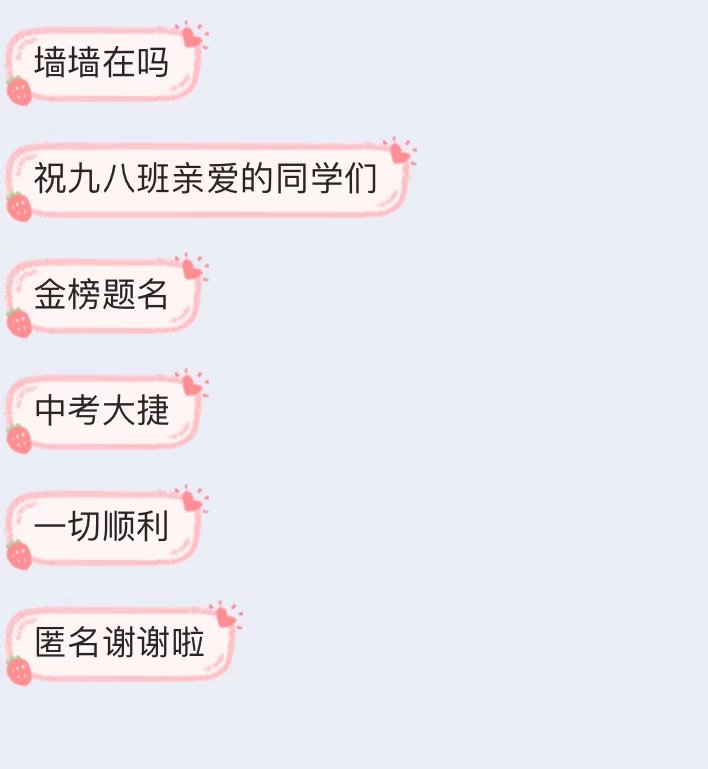 墙墙在吗
祝九八班亲爱的同学们
金榜题名
中考大捷
一切顺利
匿名谢谢啦